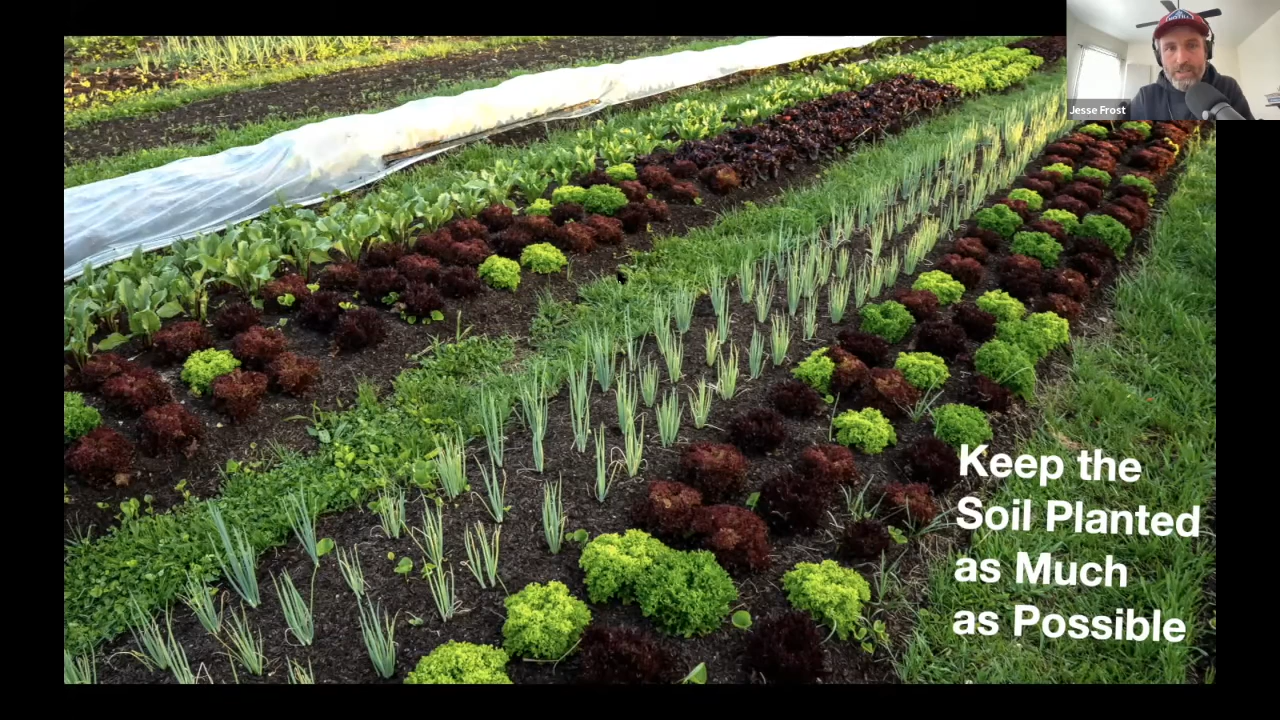 Jesse Frost
Keep the
Soil Planted
as Much
as Possible